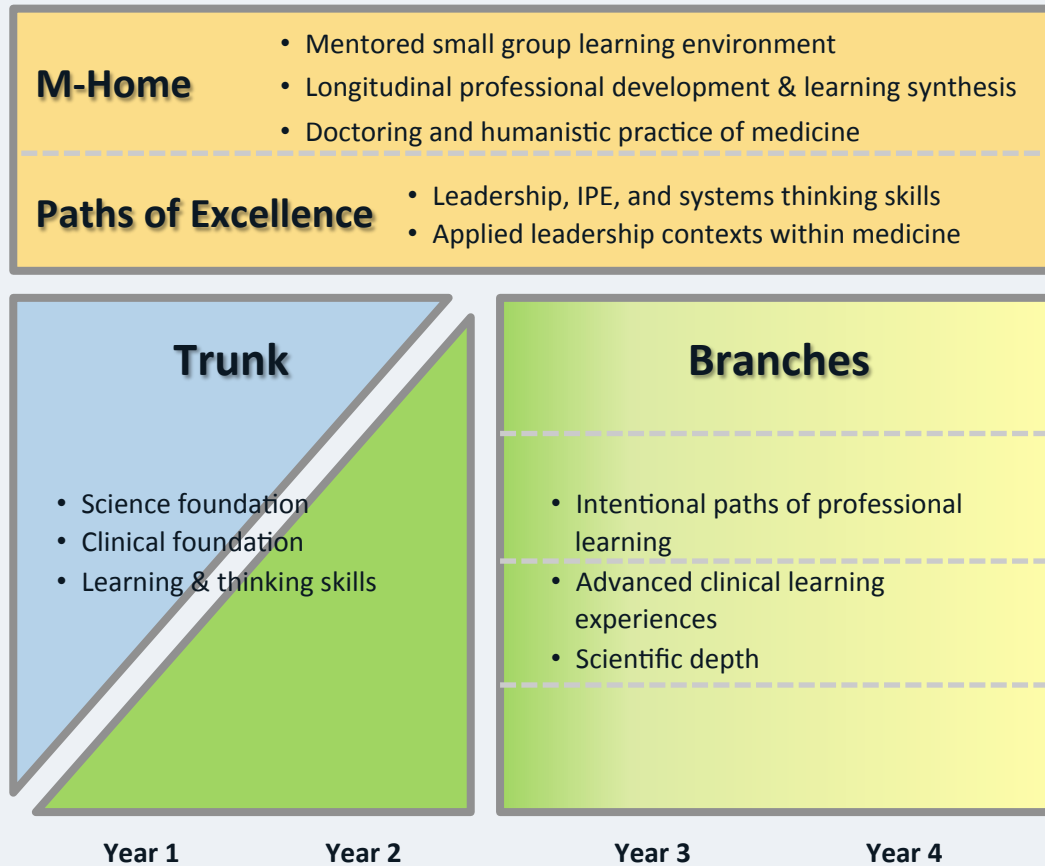 M-Home
• Mentored small group learning environment
• Longitudinal professional development & learning synthesis
• Doctoring and humanistic practice of medicine
Paths of Excellence
• Leadership, IPE, and systems thinking skills
• Applied leadership contexts within medicine
Trunk
• Science foundation
• Clinical foundation
• Learning & thinking skills
Branches
• Intentional paths of professional
learning
• Advanced clinical learning
experiences
• Scientific depth
Year 1 Year 2 Year 3 Year 4